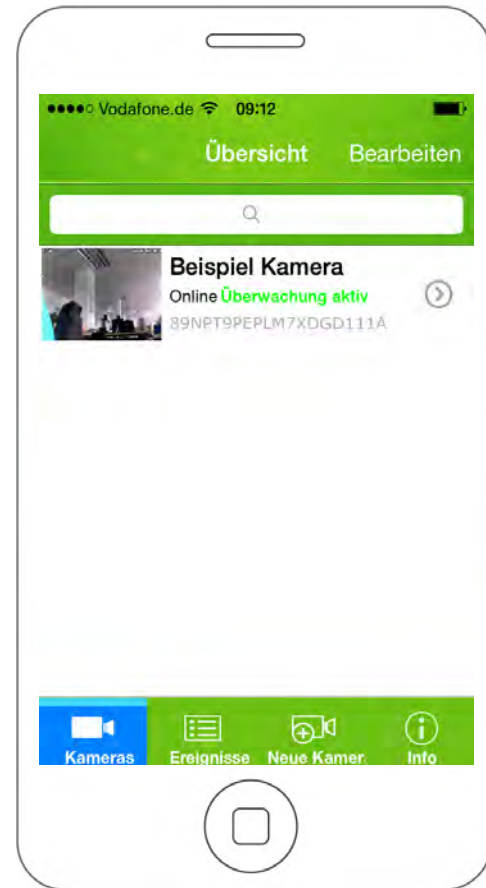 Vodafone.de 09:12
Übersicht Bearbeiten
Beispiel Kamera
Online Überwachung aktiv
89NPT9PEPLM7XDGD111A
Kameras Ereignisse Neue Kamer Info